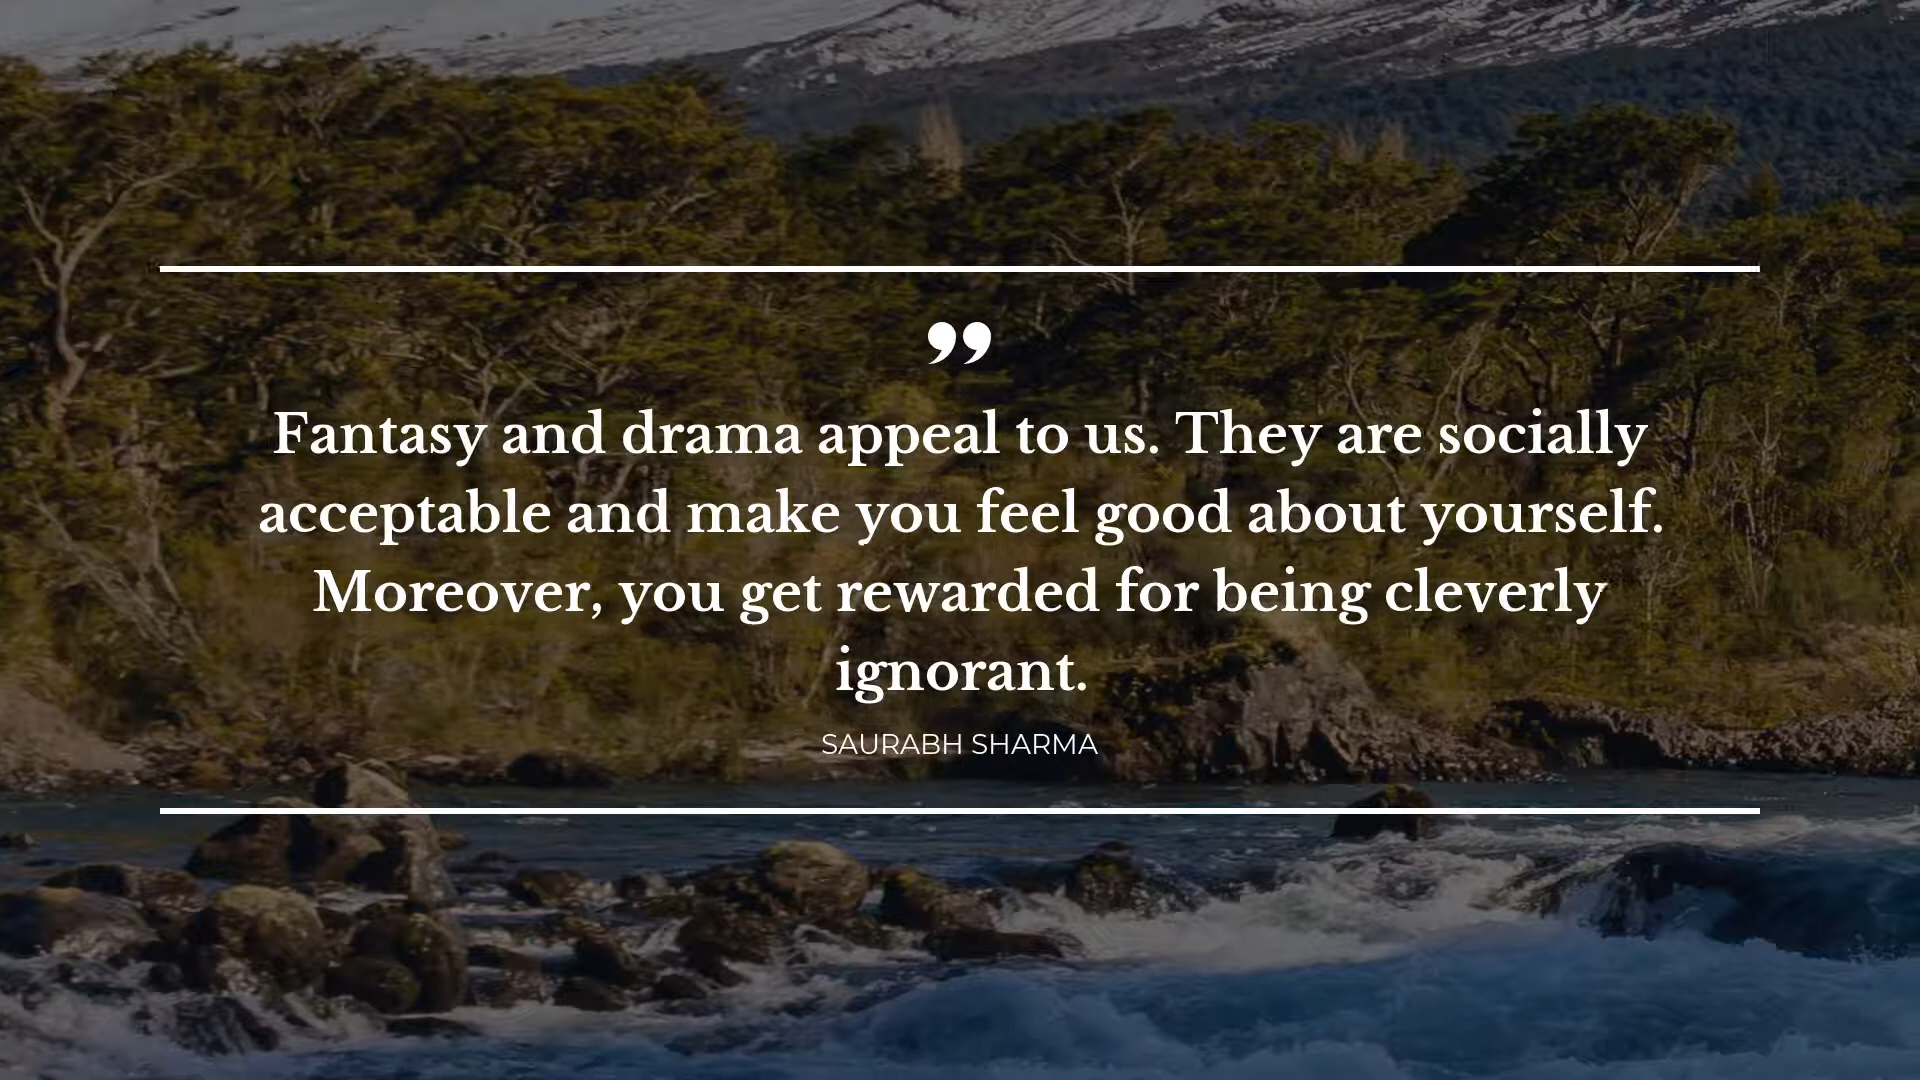 ”
Fantasy and drama appeal to us. They are socially
acceptable and make you feel good about yourself.
Moreover, you get rewarded for being cleverly
ignorant.
SAURABH SHARMA